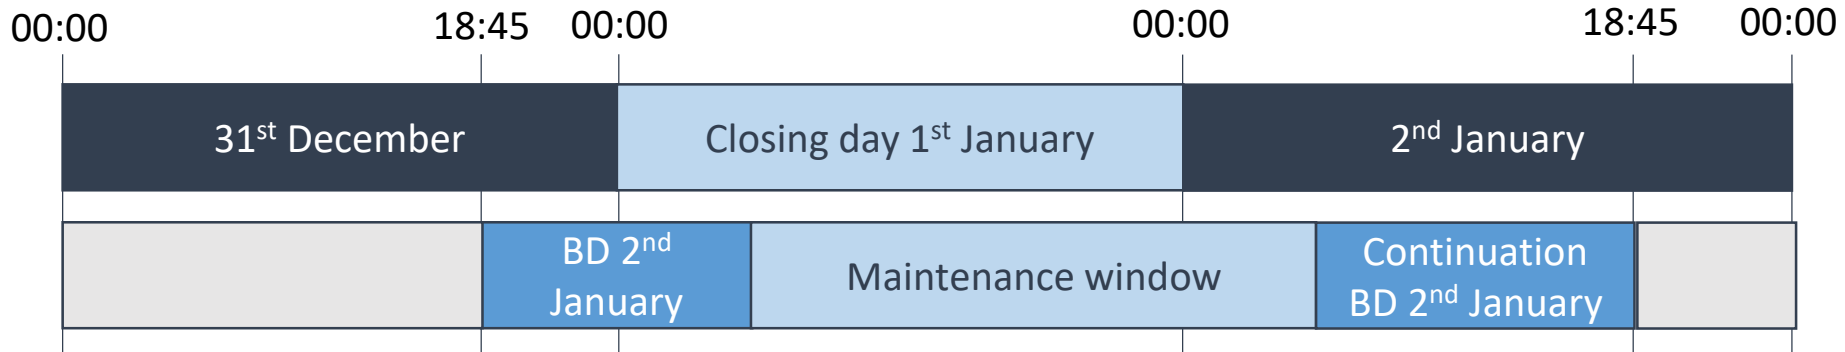 00:00 18:45 00:00 00:00 18:45 00:00
31st December Closing day 1st January 2nd January
BD 2nd
January
Maintenance window
Continuation
BD 2nd January